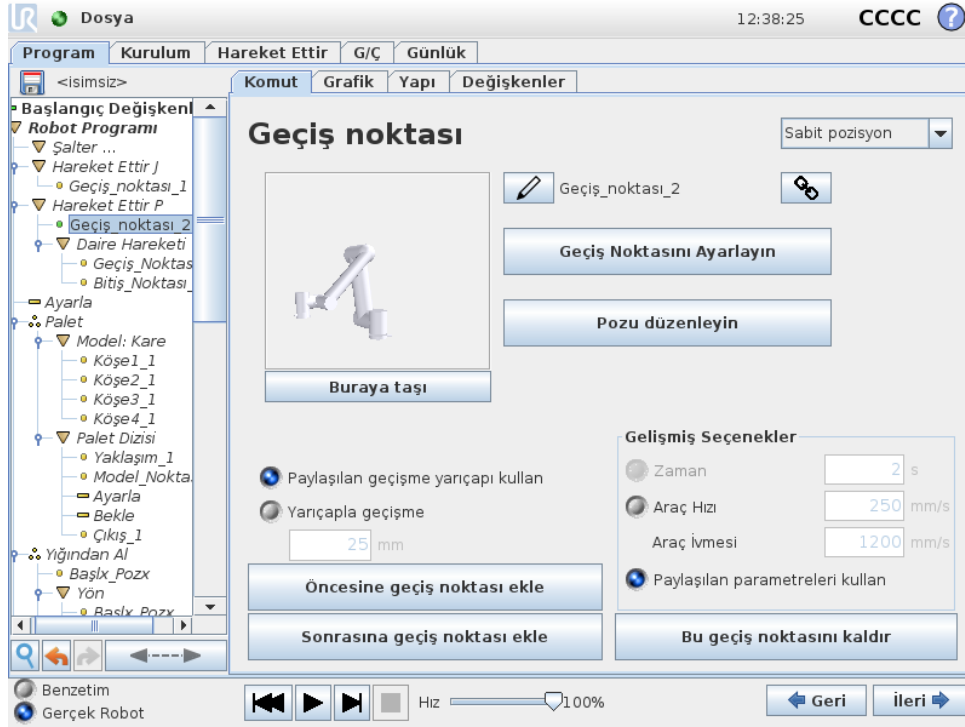 UR Dosya 12:38:25 CCCC ?
Program Kurulum Hareket Ettir G/Ç Günlük
<isimsiz>
Komut Grafik Yapı Değişkenler
Başlangıç Değişkenl
Robot Programı
Şalter ...
Hareket Ettir J
Geçiş_noktası_1
Hareket Ettir P
Geçiş_noktası_2
Daire Hareketi
Geçiş_Noktas
Bitiş_Noktası_
Ayarla
Palet
Model: Kare
Köşe1_1
Köşe2_1
Köşe3_1
Köşe4_1
Palet Dizisi
Yaklaşım_1
Model_Nokta
Ayarla
Bekle
Çıkış_1
Yığından Al
Başlx_Pozx
Yön
Başlx_Pozx
Geçiş noktası
Sabit pozisyon
Geçiş_noktası_2
Geçiş Noktasını Ayarlayın
Pozu düzenleyin
Buraya taşı
Paylaşılan geçişme yarıçapı kullan
Yarıçapla geçişme
25 mm
Gelişmiş Seçenekler
Zaman 2 s
Araç Hızı 250 mm/s
Araç İvmesi 1200 mm/s
Paylaşılan parametreleri kullan
Öncesine geçiş noktası ekle
Sonrasına geçiş noktası ekle
Bu geçiş noktasını kaldır
Benzetim
Gerçek Robot
Hız 100%
Geri İleri